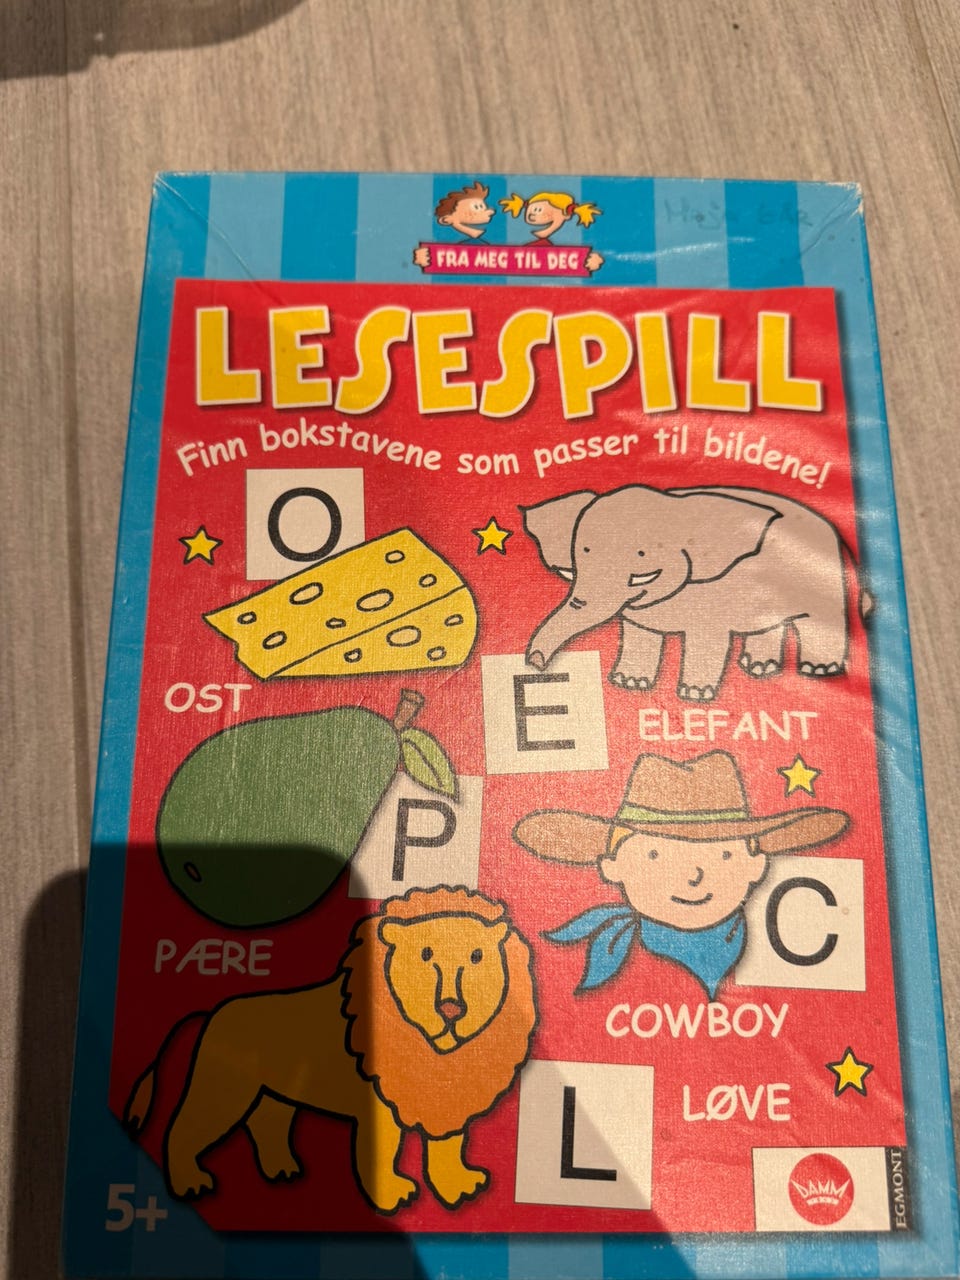 FRA MEG TIL DEG
LESESPILL
Finn bokstavene som passer til bildene!
O
OST
E
ELEFANT
P
PÆRE
C
COWBOY
L
LØVE
5+
DAMM
EGMONT